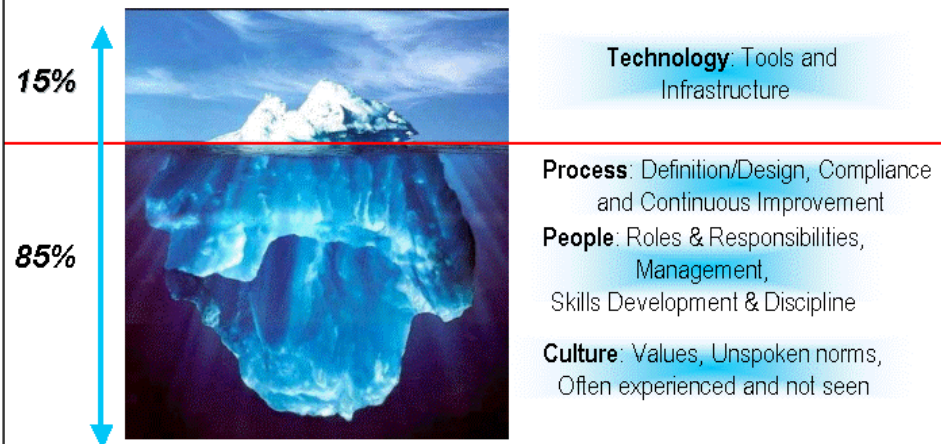 15%
Technology: Tools and
Infrastructure
85%
Process: Definition/Design, Compliance
and Continuous Improvement
People: Roles & Responsibilities,
Management,
Skills Development & Discipline
Culture: Values, Unspoken norms,
Often experienced and not seen